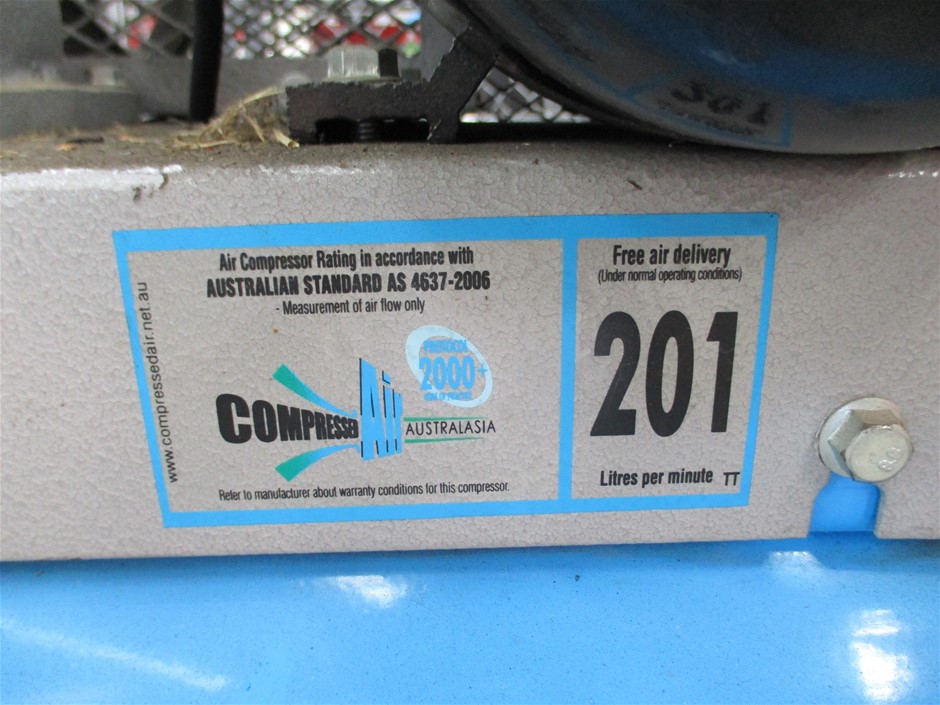 Air Compressor Rating in accordance with
AUSTRALIAN STANDARD AS 4637-2006
- Measurement of air flow only
www.compressedair.net.au
2000+
COMPRESSED Air AUSTRALASIA
Refer to manufacturer about warranty conditions for this compressor.
Free air delivery
(Under normal operating conditions)
201
Litres per minute TT